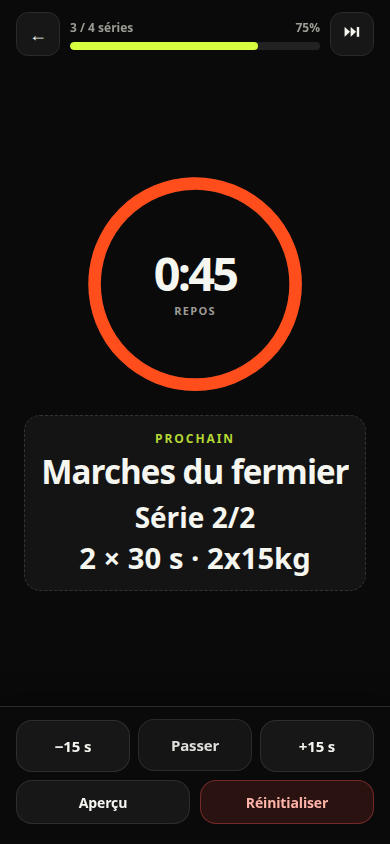 ←
3 / 4 séries
75%
⏭
0:45
REPOS
PROCHAIN
Marches du fermier
Série 2/2
2 × 30 s · 2x15kg
−15 s
Passer
+15 s
Aperçu
Réinitialiser